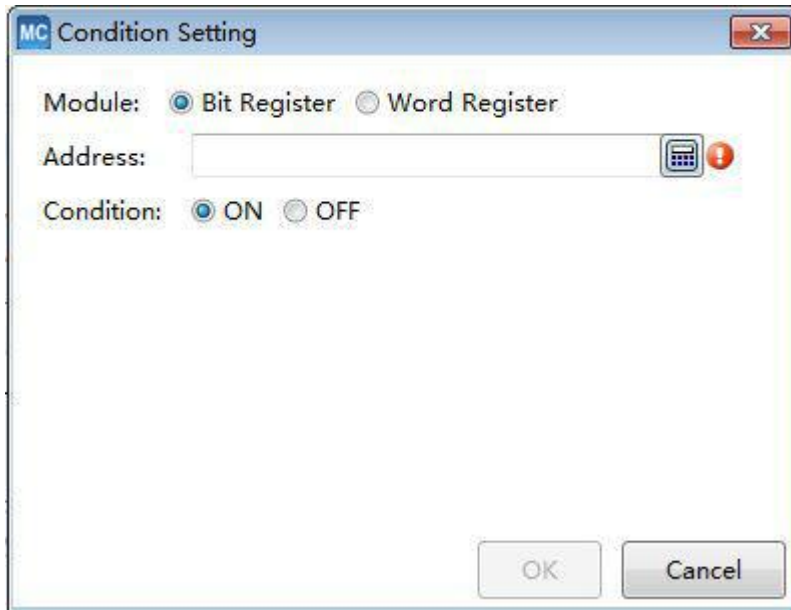 MC Condition Setting
Module: Bit Register Word Register
Address:
Condition: ON OFF
OK Cancel